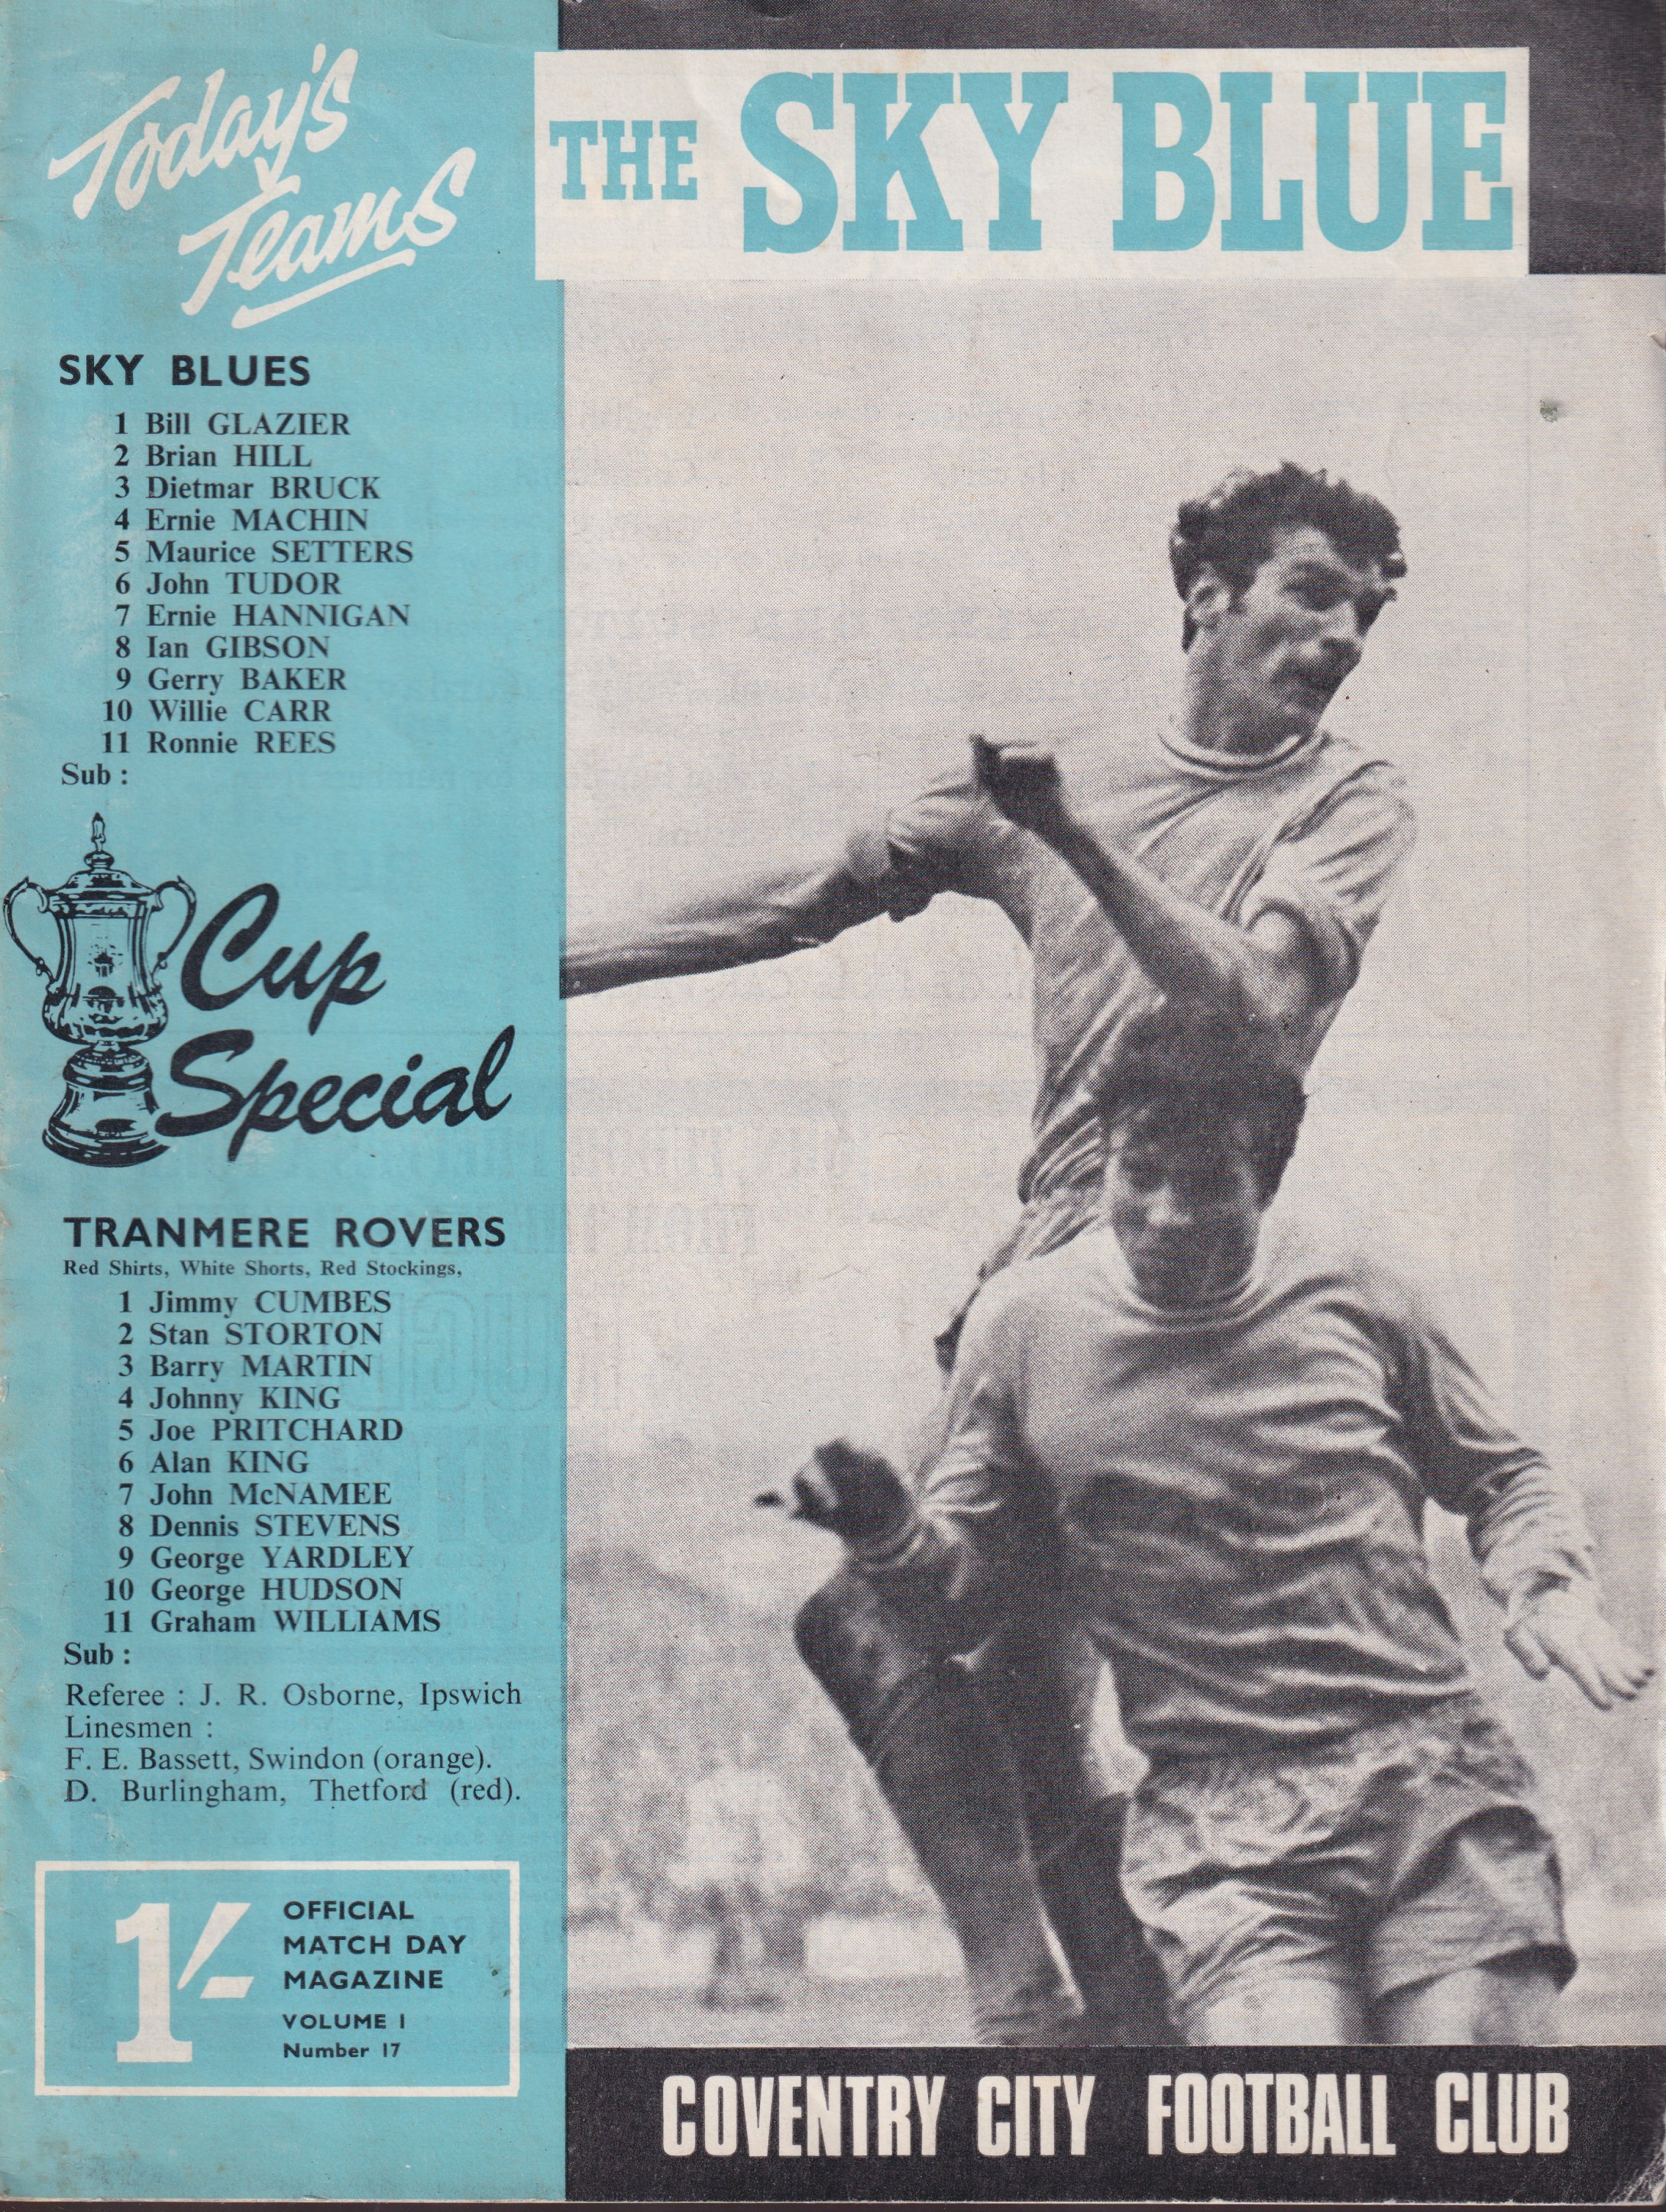 Today's
Teams
THE SKY BLUE
SKY BLUES
1 Bill GLAZIER
2 Brian HILL
3 Dietmar BRUCK
4 Ernie MACHIN
5 Maurice SETTERS
6 John TUDOR
7 Ernie HANNIGAN
8 Ian GIBSON
9 Gerry BAKER
10 Willie CARR
11 Ronnie REES
Sub :
Cup
Special
TRANMERE ROVERS
Red Shirts, White Shorts, Red Stockings,
1 Jimmy CUMBES
2 Stan STORTON
3 Barry MARTIN
4 Johnny KING
5 Joe PRITCHARD
6 Alan KING
7 John McNAMEE
8 Dennis STEVENS
9 George YARDLEY
10 George HUDSON
11 Graham WILLIAMS
Sub :
Referee : J. R. Osborne, Ipswich
Linesmen :
F. E. Bassett, Swindon (orange).
D. Burlingham, Thetford (red).
1/-
OFFICIAL
MATCH DAY
MAGAZINE
VOLUME I
Number 17
COVENTRY CITY FOOTBALL CLUB